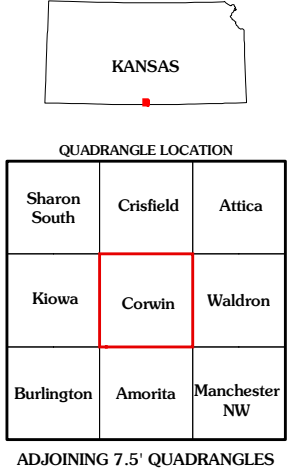 KANSAS
QUADRANGLE LOCATION
Sharon
South
Crisfield
Attica
Kiowa
Corwin
Waldron
Burlington
Amorita
Manchester
NW
ADJOINING 7.5' QUADRANGLES